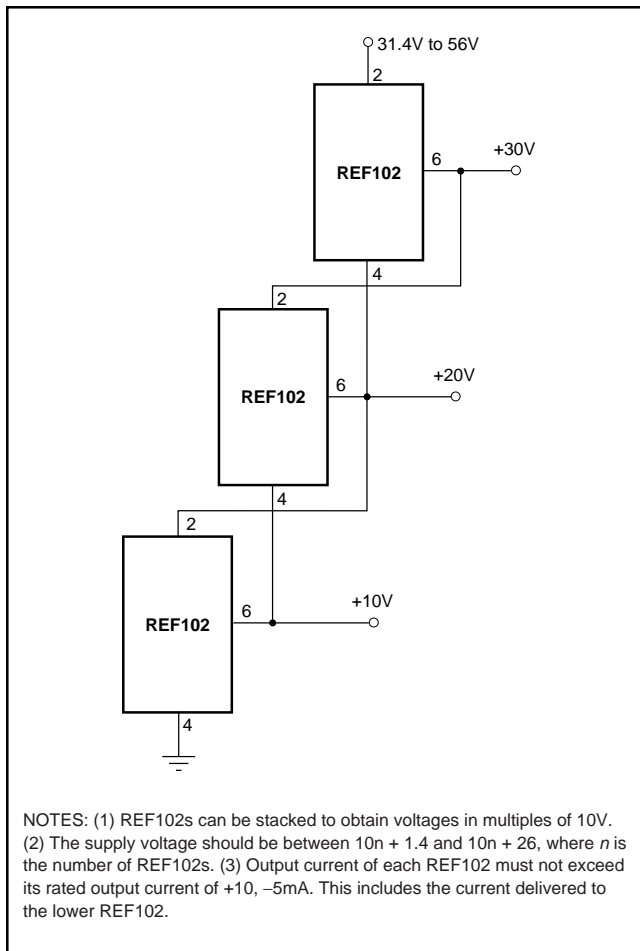 31.4V to 56V
2
REF102
6
+30V
4
2
REF102
6
+20V
4
2
REF102
6
+10V
4
NOTES: (1) REF102s can be stacked to obtain voltages in multiples of 10V.
(2) The supply voltage should be between 10n + 1.4 and 10n + 26, where n is
the number of REF102s. (3) Output current of each REF102 must not exceed
its rated output current of +10, −5mA. This includes the current delivered to
the lower REF102.